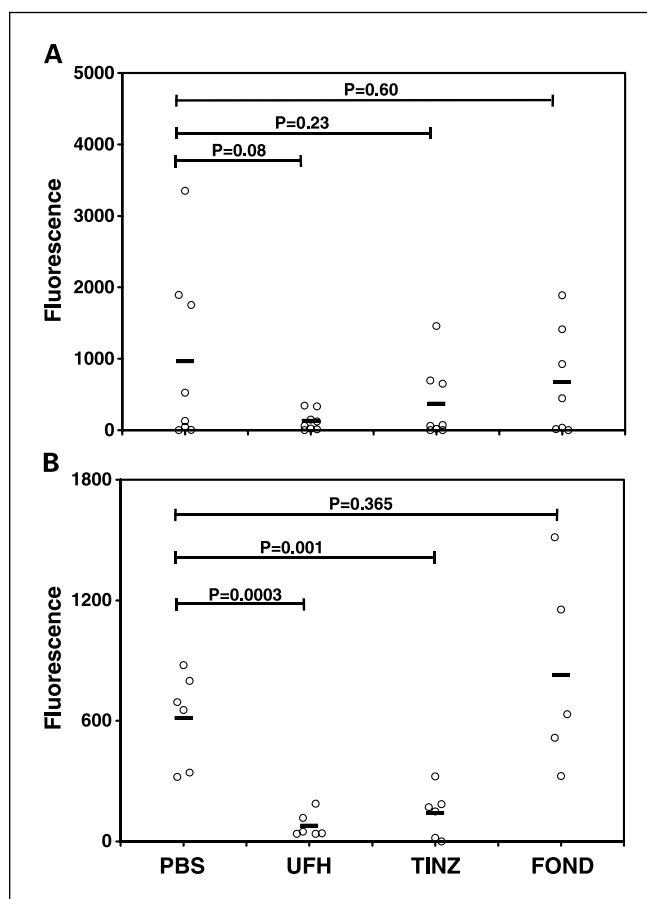 A
5000
4000
3000
2000
1000
0
Fluorescence
P=0.60
P=0.23
P=0.08
B
1800
1200
600
0
Fluorescence
P=0.365
P=0.001
P=0.0003
PBS UFH TINZ FOND